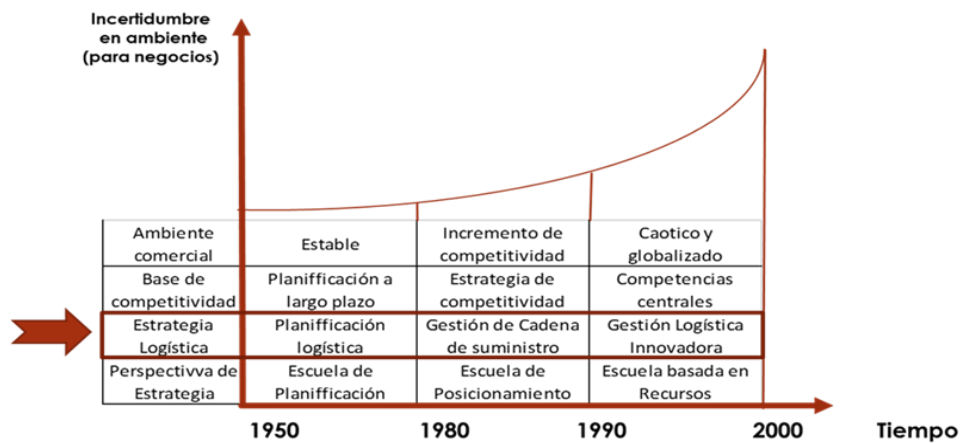 Incertidumbre
en ambiente
(para negocios)
Ambiente
comercial
Estable
Incremento de
competitividad
Caotico y
globalizado
Base de
competitividad
Planifficación a
largo plazo
Estrategia de
competitividad
Competencias
centrales
Estrategia
Logística
Planifficación
logística
Gestión de Cadena
de suministro
Gestión Logística
Innovadora
Perspectivva de
Estrategia
Escuela de
Planifficación
Escuela de
Posicionamiento
Escuela basada en
Recursos
1950
1980
1990
2000
Tiempo